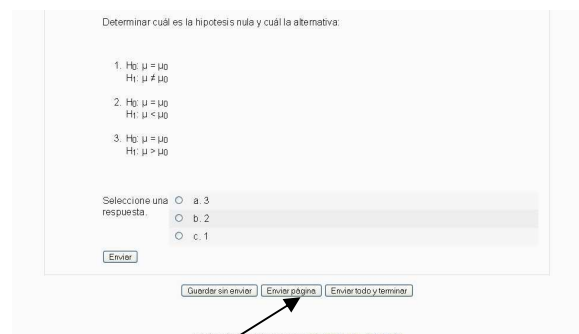 Determinar cuál es la hipotesis nula y cuál la alternativa:
1. H0: μ = μ0
H1: μ ≠ μ0
2. H0: μ = μ0
H1: μ < μ0
3. H0: μ = μ0
H1: μ > μ0
Seleccione una respuesta.
a. 3
b. 2
c. 1
Enviar
Guardar sin enviar Enviar página Enviar todo y terminar